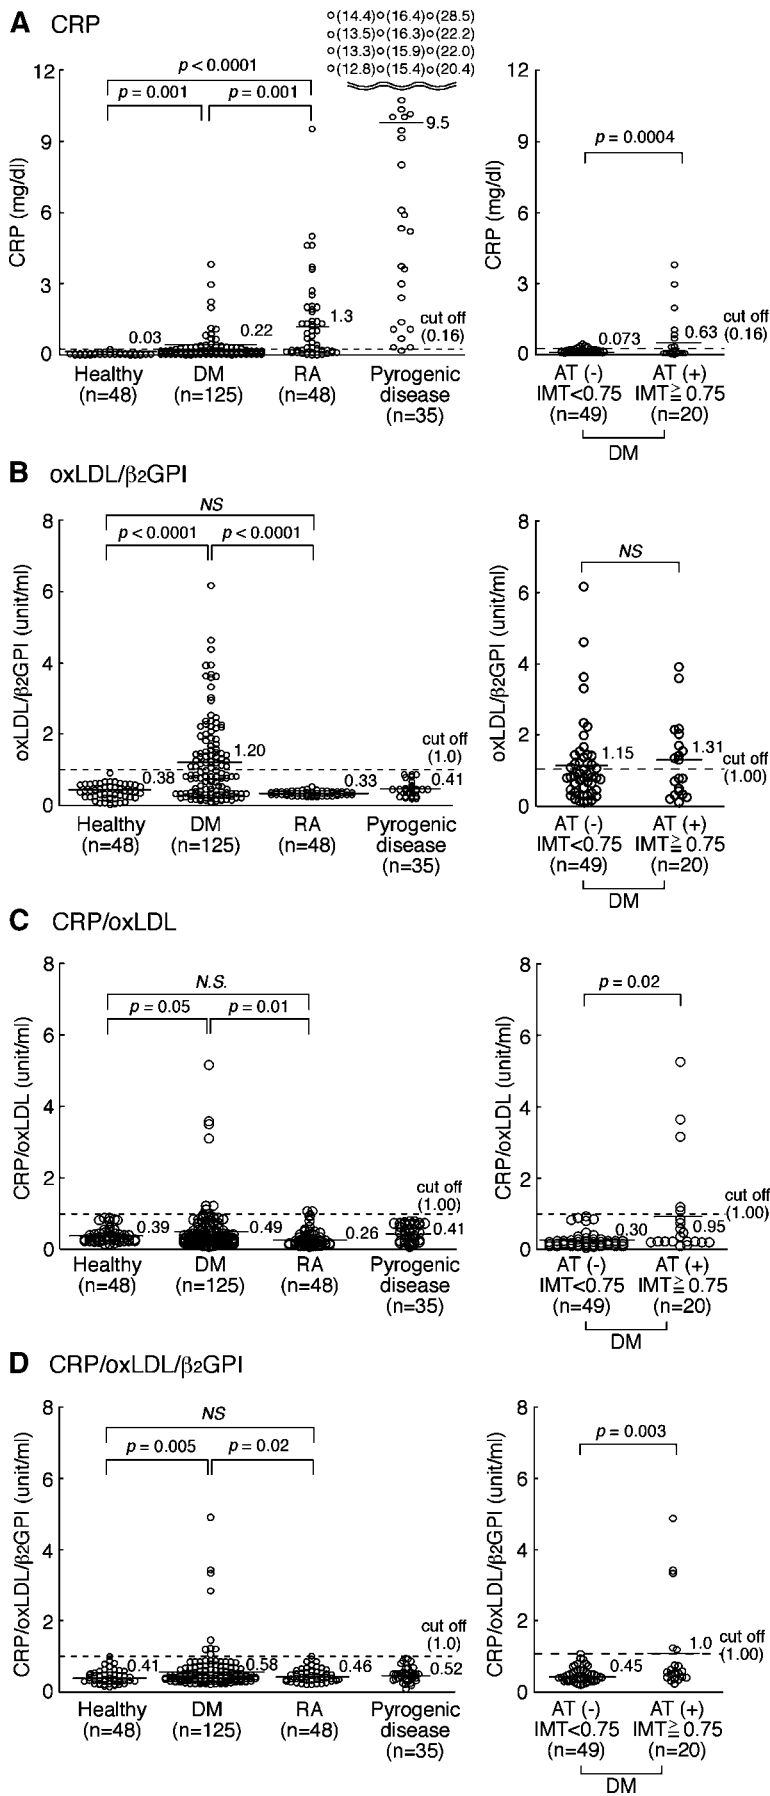 A CRP
(14.4) (16.4) (28.5)
(13.5) (16.3) (22.2)
(13.3) (15.9) (22.0)
(12.8) (15.4) (20.4)
CRP (mg/dl)
12
9
6
3
0
p < 0.0001
p = 0.001 p = 0.001
9.5
1.3
0.03 0.22
cut off
(0.16)
Healthy DM RA Pyrogenic
(n=48) (n=125) (n=48) disease
(n=35)
CRP (mg/dl)
12
9
6
3
0
p = 0.0004
0.073 0.63
cut off
(0.16)
AT (-) AT (+)
IMT<0.75 IMT≧0.75
(n=49) (n=20)
DM
B oxLDL/β2GPI
oxLDL/β2GPI (unit/ml)
8
6
4
2
0
NS
p < 0.0001 p < 0.0001
cut off
(1.0)
0.38 1.20 0.33 0.41
Healthy DM RA Pyrogenic
(n=48) (n=125) (n=48) disease
(n=35)
oxLDL/β2GPI (unit/ml)
8
6
4
2
0
NS
1.15 1.31
cut off
(1.00)
AT (-) AT (+)
IMT<0.75 IMT≧0.75
(n=49) (n=20)
DM
C CRP/oxLDL
CRP/oxLDL (unit/ml)
8
6
4
2
0
N.S.
p = 0.05 p = 0.01
cut off
(1.00)
0.39 0.49 0.26 0.41
Healthy DM RA Pyrogenic
(n=48) (n=125) (n=48) disease
(n=35)
CRP/oxLDL (unit/ml)
8
6
4
2
0
p = 0.02
0.30 0.95
cut off
(1.00)
AT (-) AT (+)
IMT<0.75 IMT≧0.75
(n=49) (n=20)
DM
D CRP/oxLDL/β2GPI
CRP/oxLDL/β2GPI (unit/ml)
8
6
4
2
0
NS
p = 0.005 p = 0.02
cut off
(1.0)
0.41 0.58 0.46 0.52
Healthy DM RA Pyrogenic
(n=48) (n=125) (n=48) disease
(n=35)
CRP/oxLDL/β2GPI (unit/ml)
8
6
4
2
0
p = 0.003
0.45 1.0
cut off
(1.00)
AT (-) AT (+)
IMT<0.75 IMT≧0.75
(n=49) (n=20)
DM